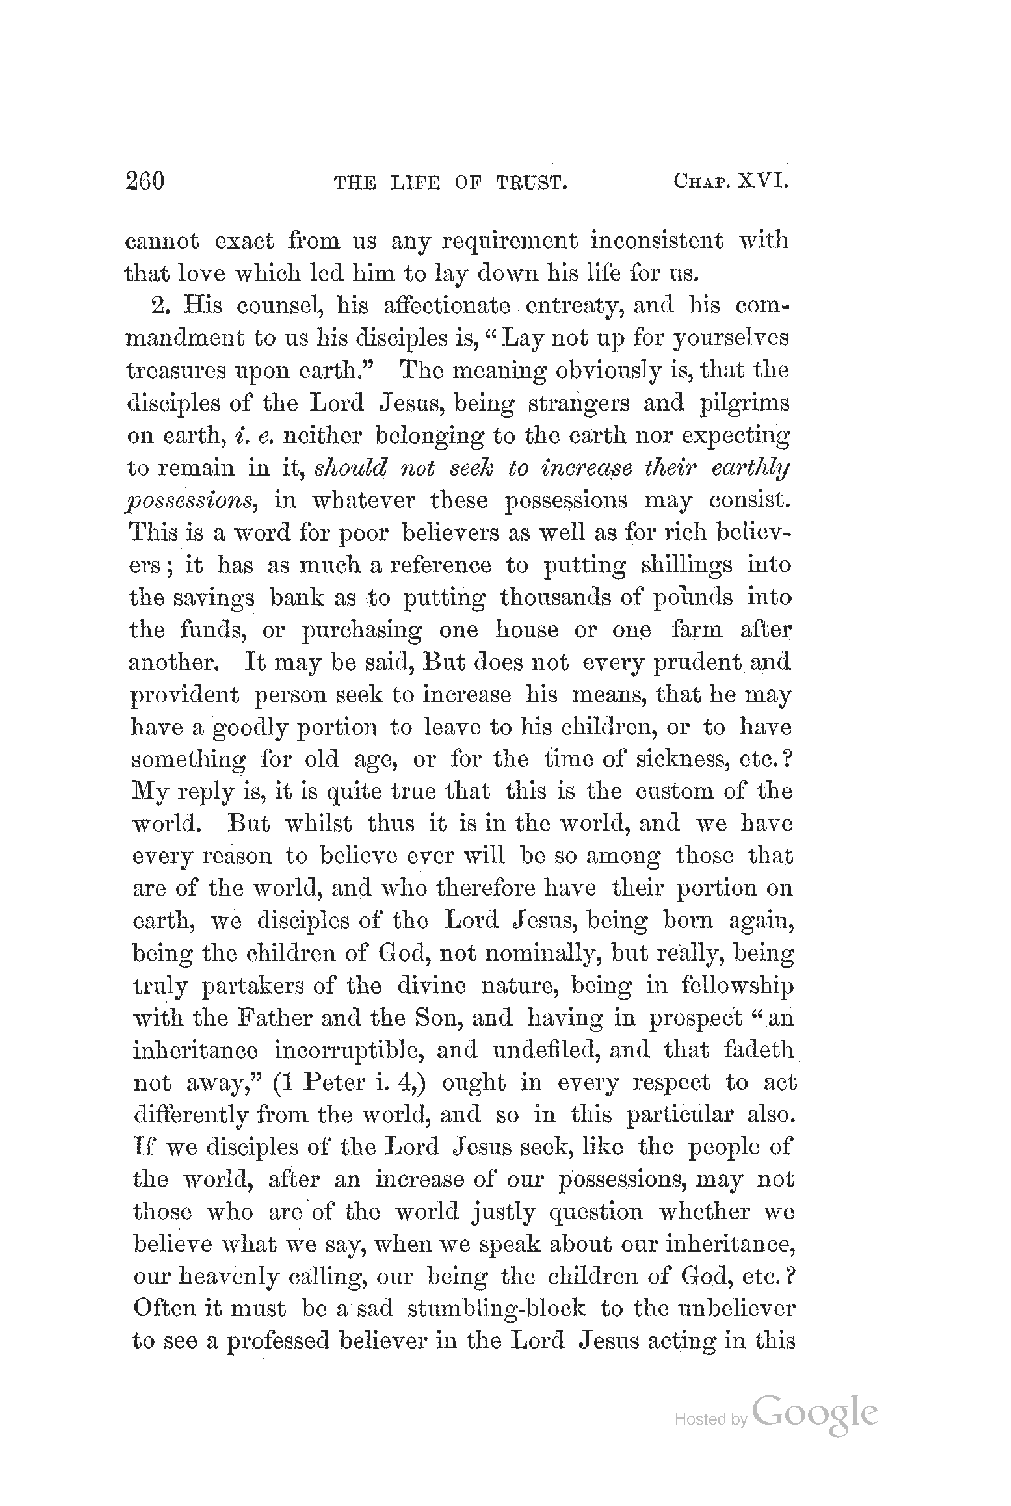 260 THE LIFE OF TRUST. CHAP. XVI.
cannot exact from us any requirement inconsistent with
that love which led him to lay down his life for us.
2. His counsel, his affectionate entreaty, and his com-
mandment to us his disciples is, “Lay not up for yourselves
treasures upon earth.” The meaning obviously is, that the
disciples of the Lord Jesus, being strangers and pilgrims
on earth, i. e. neither belonging to the earth nor expecting
to remain in it, should not seek to increase their earthly
possessions, in whatever these possessions may consist.
This is a word for poor believers as well as for rich believ-
ers; it has as much a reference to putting shillings into
the savings bank as to putting thousands of pounds into
the funds, or purchasing one house or one farm after
another. It may be said, But does not every prudent and
provident person seek to increase his means, that he may
have a goodly portion to leave to his children, or to have
something for old age, or for the time of sickness, etc.?
My reply is, it is quite true that this is the custom of the
world. But whilst thus it is in the world, and we have
every reason to believe ever will be so among those that
are of the world, and who therefore have their portion on
earth, we disciples of the Lord Jesus, being born again,
being the children of God, not nominally, but really, being
truly partakers of the divine nature, being in fellowship
with the Father and the Son, and having in prospect “an
inheritance incorruptible, and undefiled, and that fadeth
not away,” (1 Peter i. 4,) ought in every respect to act
differently from the world, and so in this particular also.
If we disciples of the Lord Jesus seek, like the people of
the world, after an increase of our possessions, may not
those who are of the world justly question whether we
believe what we say, when we speak about our inheritance,
our heavenly calling, our being the children of God, etc.?
Often it must be a sad stumbling-block to the unbeliever
to see a professed believer in the Lord Jesus acting in this
Hosted by Google